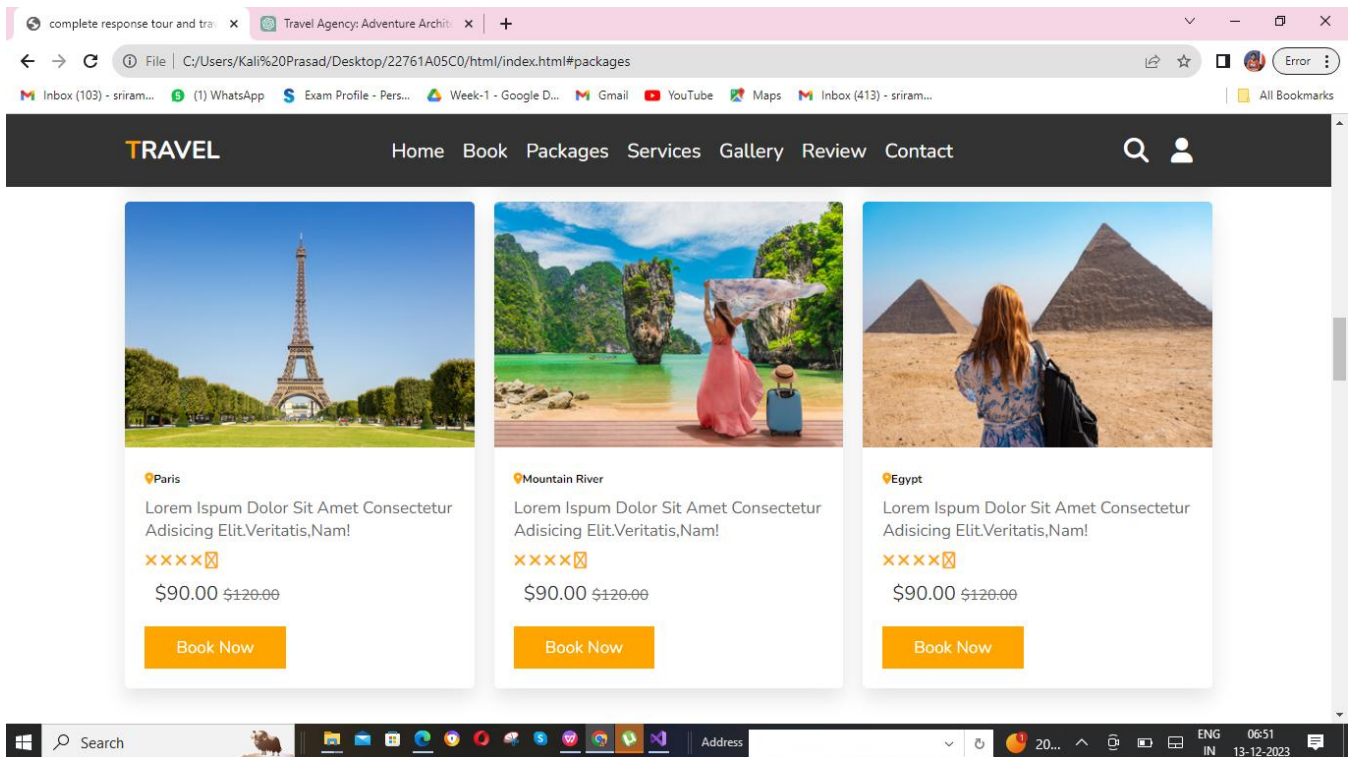 complete response tour and tra
Travel Agency: Adventure Archit
File | C:/Users/Kali%20Prasad/Desktop/22761A05C0/html/index.html#packages
Error
Inbox (103) - sriram... (1) WhatsApp Exam Profile - Pers... Week-1 - Google D... Gmail YouTube Maps Inbox (413) - sriram... All Bookmarks
TRAVEL Home Book Packages Services Gallery Review Contact
Paris
Lorem Ispum Dolor Sit Amet Consectetur
Adisicing Elit.Veritatis,Nam!
$90.00 $120.00
Book Now
Mountain River
Lorem Ispum Dolor Sit Amet Consectetur
Adisicing Elit.Veritatis,Nam!
$90.00 $120.00
Book Now
Egypt
Lorem Ispum Dolor Sit Amet Consectetur
Adisicing Elit.Veritatis,Nam!
$90.00 $120.00
Book Now
Search
Address
20...
ENG
IN
06:51
13-12-2023